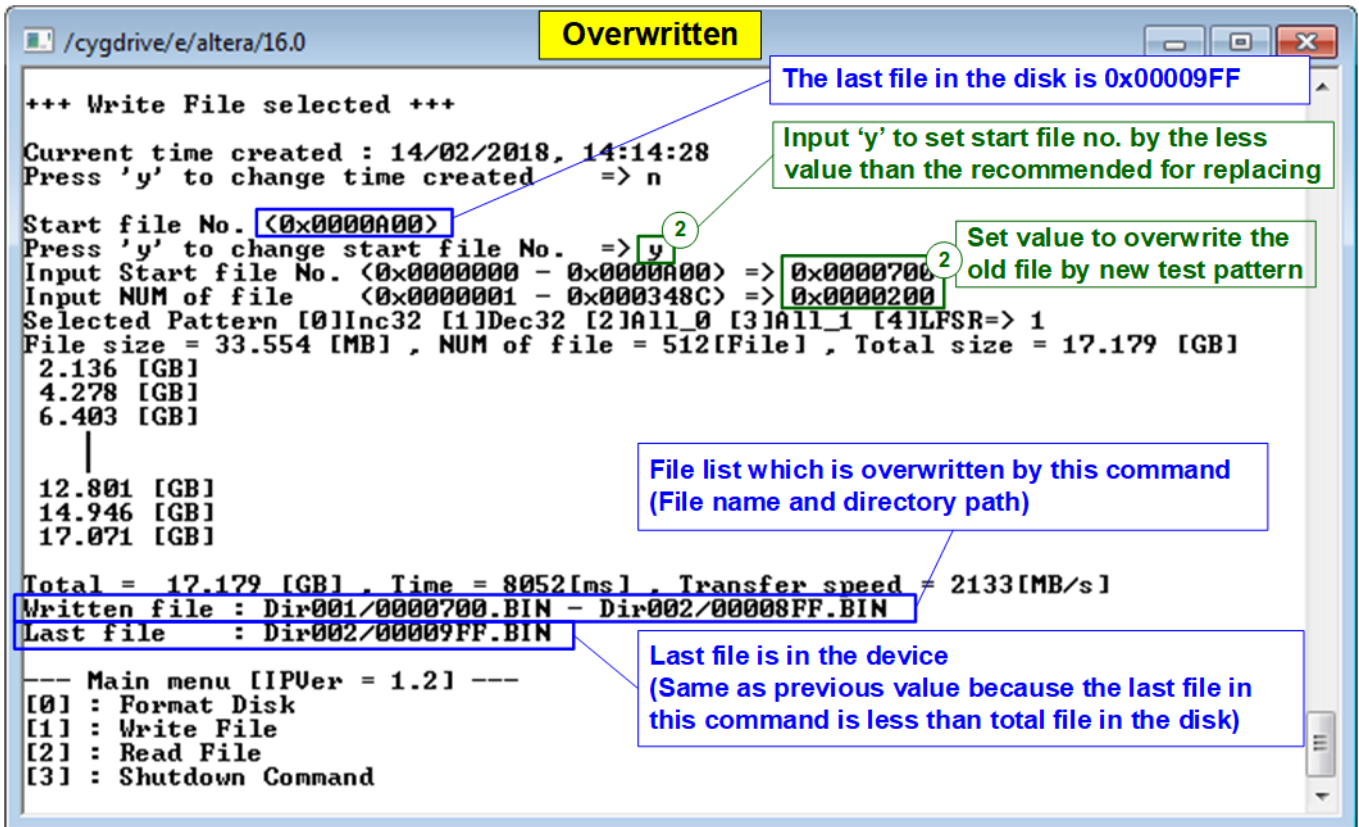 /cygdrive/e/altera/16.0
Overwritten
+++ Write File selected +++
The last file in the disk is 0x00009FF
Current time created : 14/02/2018, 14:14:28
Press 'y' to change time created => n
Input ‘y’ to set start file no. by the less
value than the recommended for replacing
Start file No. (0x0000A00)
Press 'y' to change start file No. => y
2
Input Start file No. (0x0000000 - 0x0000A00) => 0x0000700
Input NUM of file (0x0000001 - 0x000348C) => 0x0000200
2
Set value to overwrite the
old file by new test pattern
Selected Pattern [0]Inc32 [1]Dec32 [2]All_0 [3]All_1 [4]LFSR=> 1
File size = 33.554 [MB] , NUM of file = 512[File] , Total size = 17.179 [GB]
2.136 [GB]
4.278 [GB]
6.403 [GB]
12.801 [GB]
14.946 [GB]
17.071 [GB]
File list which is overwritten by this command
(File name and directory path)
Total = 17.179 [GB] , Time = 8052[ms] , Transfer speed = 2133[MB/s]
Written file : Dir001/0000700.BIN - Dir002/00008FF.BIN
Last file : Dir002/00009FF.BIN
Last file is in the device
(Same as previous value because the last file in
this command is less than total file in the disk)
--- Main menu [IPVer = 1.2] ---
[0] : Format Disk
[1] : Write File
[2] : Read File
[3] : Shutdown Command